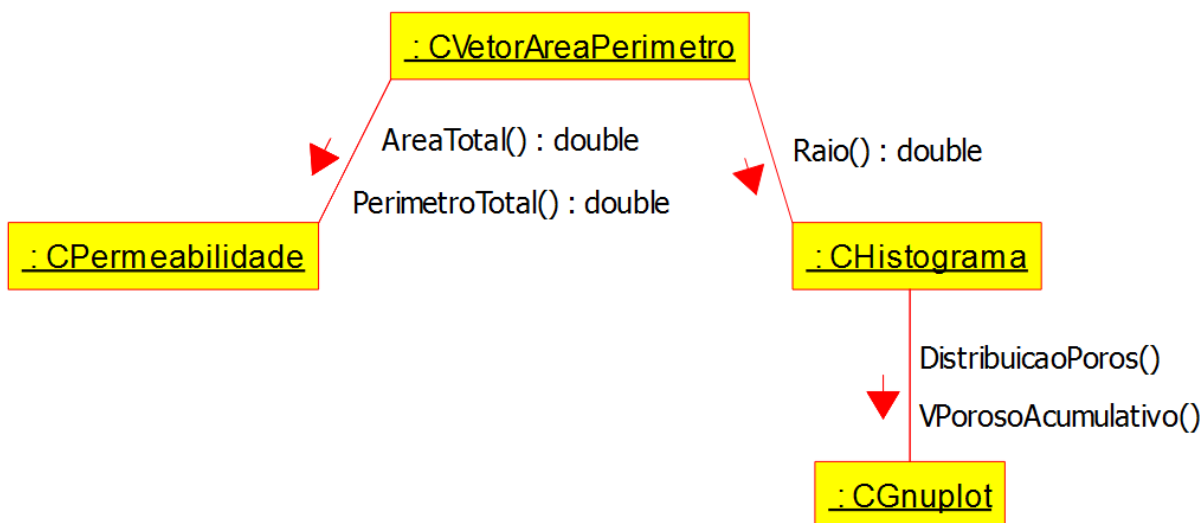 : CVetorAreaPerimetro
AreaTotal() : double
Raio() : double
PerimetroTotal() : double
: CPermeabilidade
: CHistograma
DistribuicaoPoros()
VPorosoAcumulativo()
: CGnuplot